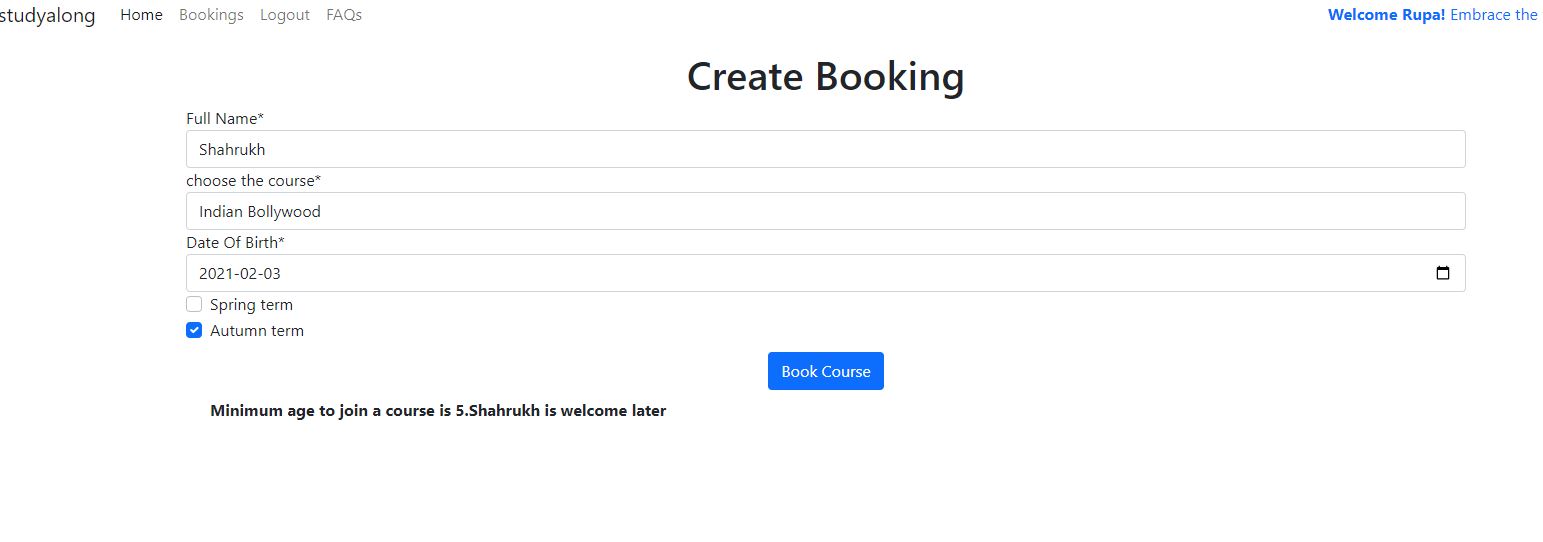 studyalong Home Bookings Logout FAQs Welcome Rupa! Embrace the
Create Booking
Full Name*
Shahrukh
choose the course*
Indian Bollywood
Date Of Birth*
2021-02-03
Spring term
Autumn term
Book Course
Minimum age to join a course is 5.Shahrukh is welcome later